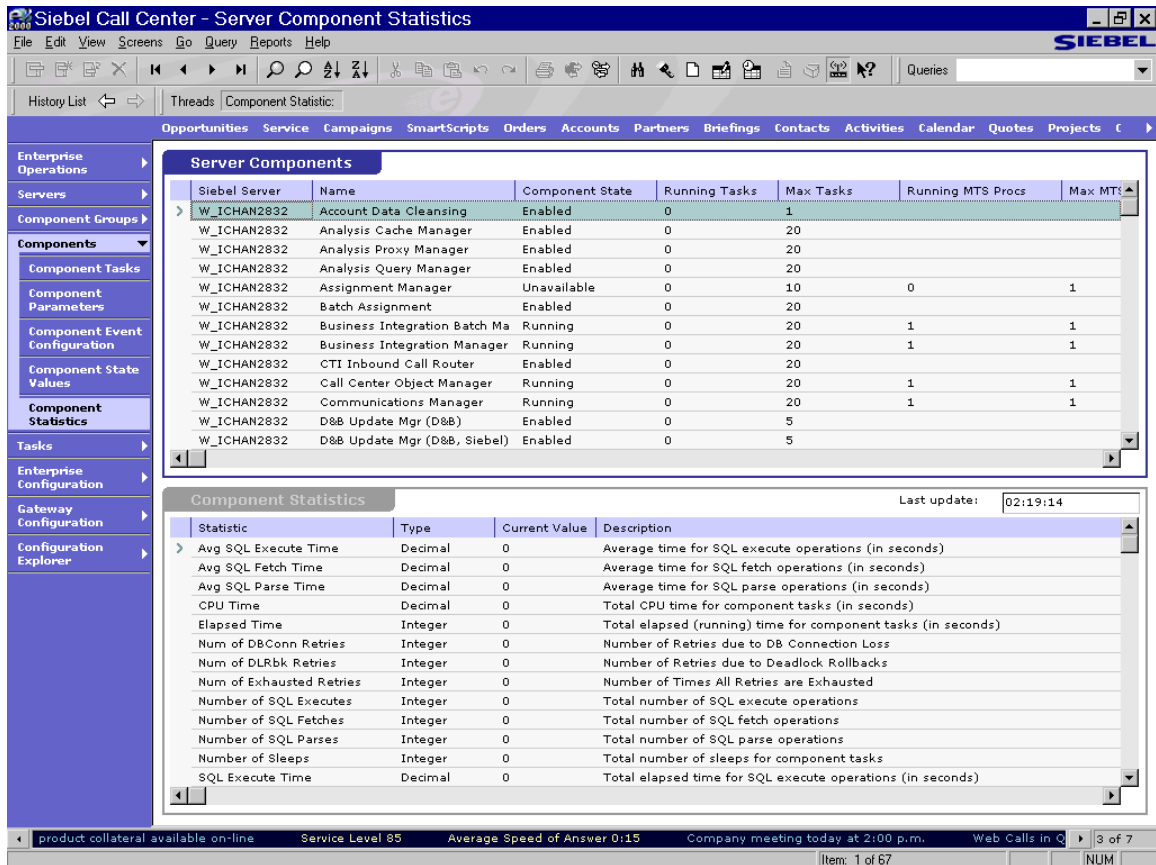 Siebel Call Center - Server Component Statistics
File Edit View Screens Go Query Reports Help
SIEBEL
Queries
History List Threads Component Statistic:
Opportunities Service Campaigns SmartScripts Orders Accounts Partners Briefings Contacts Activities Calendar Quotes Projects
Enterprise Operations
Servers
Component Groups
Components
Component Tasks
Component Parameters
Component Event Configuration
Component State Values
Component Statistics
Tasks
Enterprise Configuration
Gateway Configuration
Configuration Explorer
Server Components
Siebel Server Name Component State Running Tasks Max Tasks Running MTS Procs Max MTS
W_ICHAN2832 Account Data Cleansing Enabled 0 1
W_ICHAN2832 Analysis Cache Manager Enabled 0 20
W_ICHAN2832 Analysis Proxy Manager Enabled 0 20
W_ICHAN2832 Analysis Query Manager Enabled 0 20
W_ICHAN2832 Assignment Manager Unavailable 0 10 0 1
W_ICHAN2832 Batch Assignment Enabled 0 20
W_ICHAN2832 Business Integration Batch Ma Running 0 20 1 1
W_ICHAN2832 Business Integration Manager Running 0 20 1 1
W_ICHAN2832 CTI Inbound Call Router Enabled 0 20
W_ICHAN2832 Call Center Object Manager Running 0 20 1 1
W_ICHAN2832 Communications Manager Running 0 20 1 1
W_ICHAN2832 D&B Update Mgr (D&B) Enabled 0 5
W_ICHAN2832 D&B Update Mgr (D&B, Siebel) Enabled 0 5
Component Statistics Last update: 02:19:14
Statistic Type Current Value Description
Avg SQL Execute Time Decimal 0 Average time for SQL execute operations (in seconds)
Avg SQL Fetch Time Decimal 0 Average time for SQL fetch operations (in seconds)
Avg SQL Parse Time Decimal 0 Average time for SQL parse operations (in seconds)
CPU Time Decimal 0 Total CPU time for component tasks (in seconds)
Elapsed Time Integer 0 Total elapsed (running) time for component tasks (in seconds)
Num of DBConn Retries Integer 0 Number of Retries due to DB Connection Loss
Num of DLRbk Retries Integer 0 Number of Retries due to Deadlock Rollbacks
Num of Exhausted Retries Integer 0 Number of Times All Retries are Exhausted
Number of SQL Executes Integer 0 Total number of SQL execute operations
Number of SQL Fetches Integer 0 Total number of SQL fetch operations
Number of SQL Parses Integer 0 Total number of SQL parse operations
Number of Sleeps Integer 0 Total number of sleeps for component tasks
SQL Execute Time Decimal 0 Total elapsed time for SQL execute operations (in seconds)
product collateral available on-line Service Level 85 Average Speed of Answer 0:15 Company meeting today at 2:00 p.m. Web Calls in Q 3 of 7
Item: 1 of 67 NUM